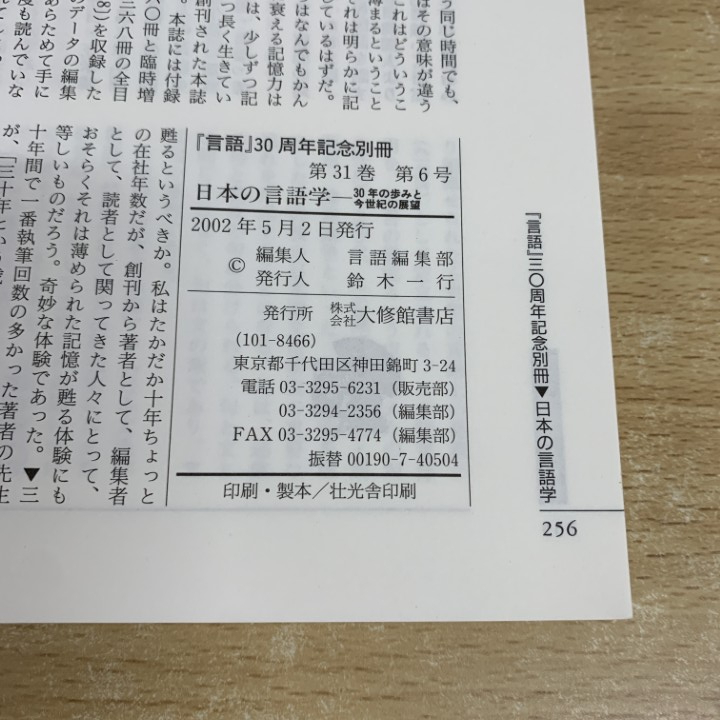 う同じ時間でも、
はその意味が違う
これはどういうこ
薄まるということ
それは明らかに記
しているはずだ。
はなんでもかん
衰える記憶力は
は、少しずつ記
つ長く生きてい
創刊された本誌
。本誌には付録
六〇冊と臨時増
8))を収録した
三六八冊の全目
のデータの編集
あらためて手に
度も読んでいな
甦るというべきか。私はたかだか十年ちょっと
の在社年数だが、創刊から著者として、編集者
として、読者として関わってきた人々にとって、
おそらくそれは薄められた記憶が甦る体験にも
等しいものだろう。奇妙な体験であった。▼三
十年間で一番執筆回数の多かった著者の先生
が、「三十年という
『言語』30周年記念別冊
第31巻 第6号
日本の言語学―30年の歩みと
今世紀の展望
2002年5月2日発行
© 編集人 言語編集部
発行人 鈴木一行
発行所 株式会社大修館書店
(101-8466)
東京都千代田区神田錦町 3-24
電話 03-3295-6231 (販売部)
03-3294-2356 (編集部)
FAX 03-3295-4774 (編集部)
振替 00190-7-40504
印刷・製本/壮光舎印刷
『言語』三〇周年記念別冊▼日本の言語学
256